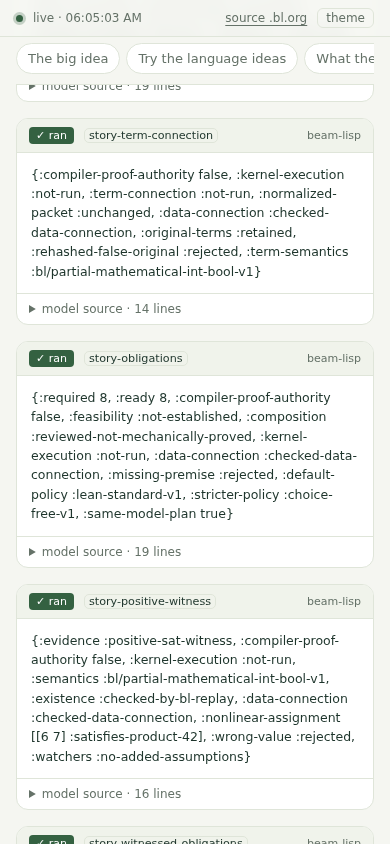 live · 06:05:03 AM source .bl.org theme
The big idea Try the language ideas What the
model source · 19 lines
✓ ran story-term-connection beam-lisp
{:compiler-proof-authority false, :kernel-execution
:not-run, :term-connection :not-run, :normalized-
packet :unchanged, :data-connection :checked-
data-connection, :original-terms :retained,
:rehashed-false-original :rejected, :term-semantics
:bl/partial-mathematical-int-bool-v1}
model source · 14 lines
✓ ran story-obligations beam-lisp
{:required 8, :ready 8, :compiler-proof-authority
false, :feasibility :not-established, :composition
:reviewed-not-mechanically-proved, :kernel-
execution :not-run, :data-connection :checked-data-
connection, :missing-premise :rejected, :default-
policy :lean-standard-v1, :stricter-policy :choice-
free-v1, :same-model-plan true}
model source · 19 lines
✓ ran story-positive-witness beam-lisp
{:evidence :positive-sat-witness, :compiler-proof-
authority false, :kernel-execution :not-run,
:semantics :bl/partial-mathematical-int-bool-v1,
:existence :checked-by-bl-replay, :data-connection
:checked-data-connection, :nonlinear-assignment
[[6 7] :satisfies-product-42], :wrong-value :rejected,
:watchers :no-added-assumptions}
model source · 16 lines
✓ ran story-witnessed-obligations beam-lisp